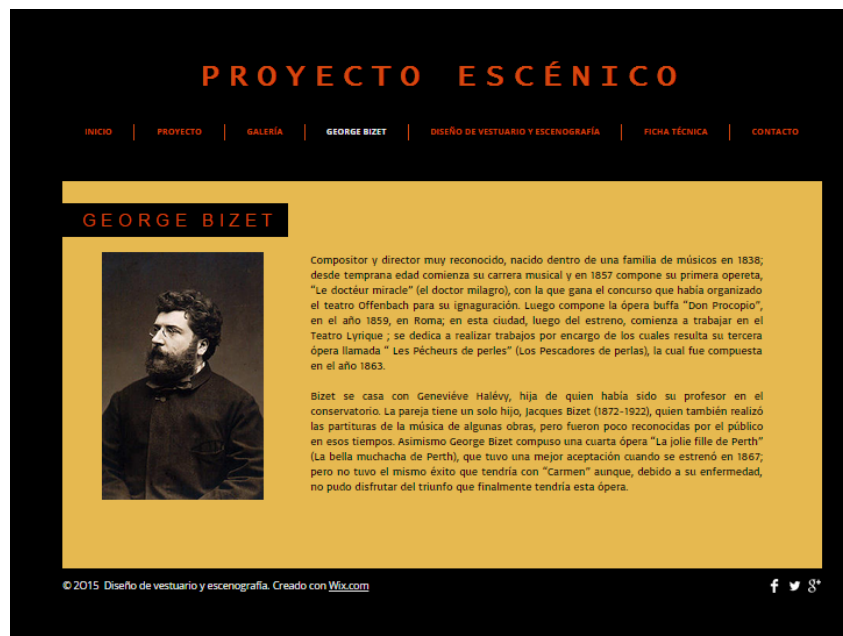 PROYECTO ESCÉNICO
INICIO
PROYECTO
GALERÍA
GEORGE BIZET
DISEÑO DE VESTUARIO Y ESCENOGRAFÍA
FICHA TÉCNICA
CONTACTO
GEORGE BIZET
Compositor y director muy reconocido, nacido dentro de una familia de músicos en 1838;
desde temprana edad comienza su carrera musical y en 1857 compone su primera opereta,
“Le doctéur miracle” (el doctor milagro), con la que gana el concurso que había organizado
el teatro Offenbach para su ignaguración. Luego compone la ópera buffa “Don Procopio”,
en el año 1859, en Roma; en esta ciudad, luego del estreno, comienza a trabajar en el
Teatro Lyrique ; se dedica a realizar trabajos por encargo de los cuales resulta su tercera
ópera llamada “ Les Pécheurs de perles” (Los Pescadores de perlas), la cual fue compuesta
en el año 1863.
Bizet se casa con Geneviéve Halévy, hija de quien había sido su profesor en el
conservatorio. La pareja tiene un solo hijo, Jacques Bizet (1872-1922), quien también realizó
las partituras de la música de algunas obras, pero fueron poco reconocidas por el público
en esos tiempos. Asimismo George Bizet compuso una cuarta ópera “La jolie fille de Perth”
(La bella muchacha de Perth), que tuvo una mejor aceptación cuando se estrenó en 1867;
pero no tuvo el mismo éxito que tendría con “Carmen” aunque, debido a su enfermedad,
no pudo disfrutar del triunfo que finalmente tendría esta ópera.
© 2015 Diseño de vestuario y escenografía. Creado con Wix.com